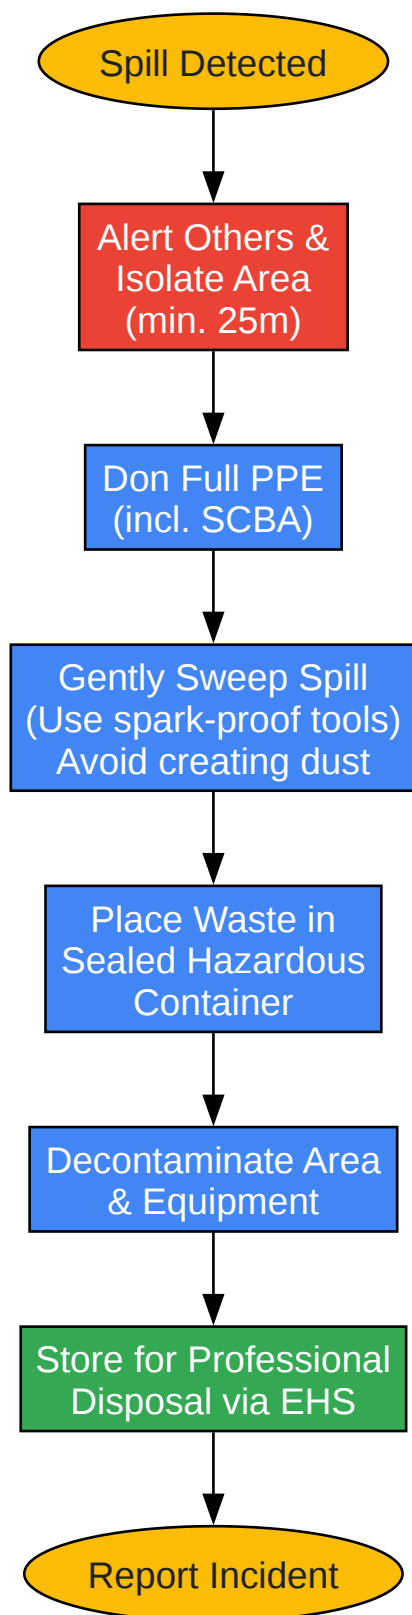 Spill Detected
Alert Others &
Isolate Area
(min. 25m)
Don Full PPE
(incl. SCBA)
Gently Sweep Spill
(Use spark-proof tools)
Avoid creating dust
Place Waste in
Sealed Hazardous
Container
Decontaminate Area
& Equipment
Store for Professional
Disposal via EHS
Report Incident